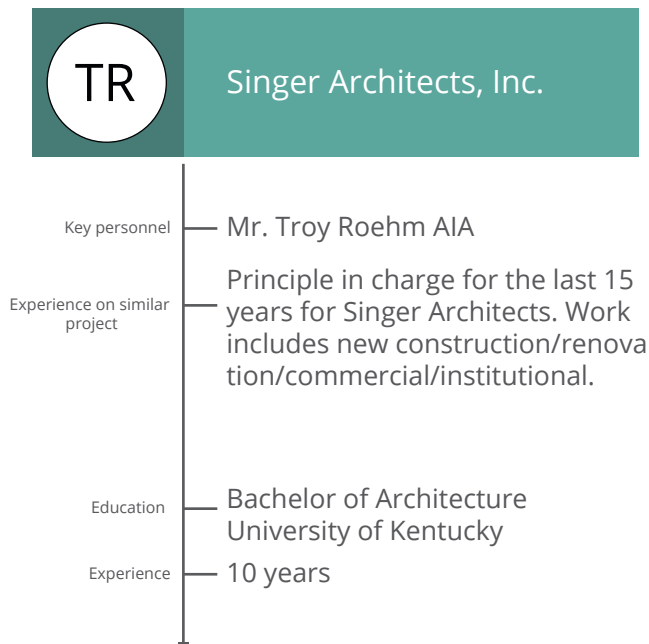 TR
Singer Architects, Inc.
Key personnel
Mr. Troy Roehm AIA
Experience on similar
project
Principle in charge for the last 15
years for Singer Architects. Work
includes new construction/renova
tion/commercial/institutional.
Education
Bachelor of Architecture
University of Kentucky
Experience
10 years